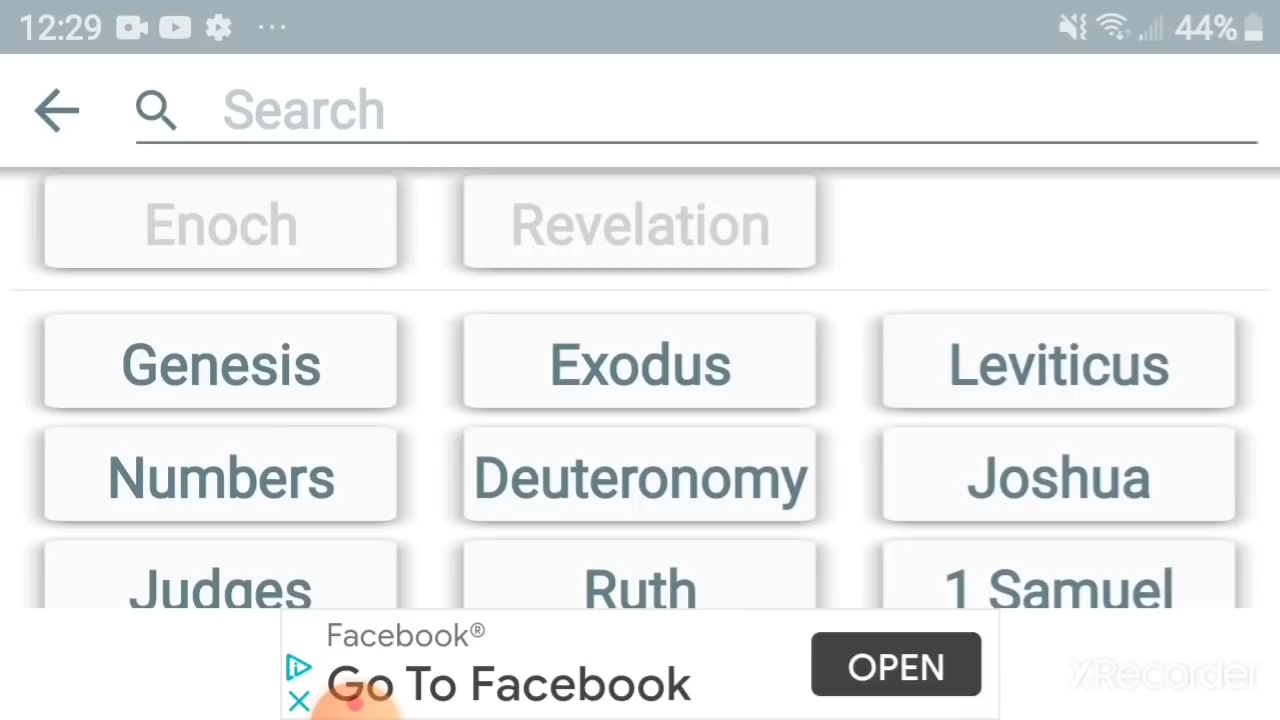 12:29 44%
Search
Enoch Revelation
Genesis Exodus Leviticus
Numbers Deuteronomy Joshua
Judges Ruth 1 Samuel
Facebook®
Go To Facebook OPEN
XRecorder